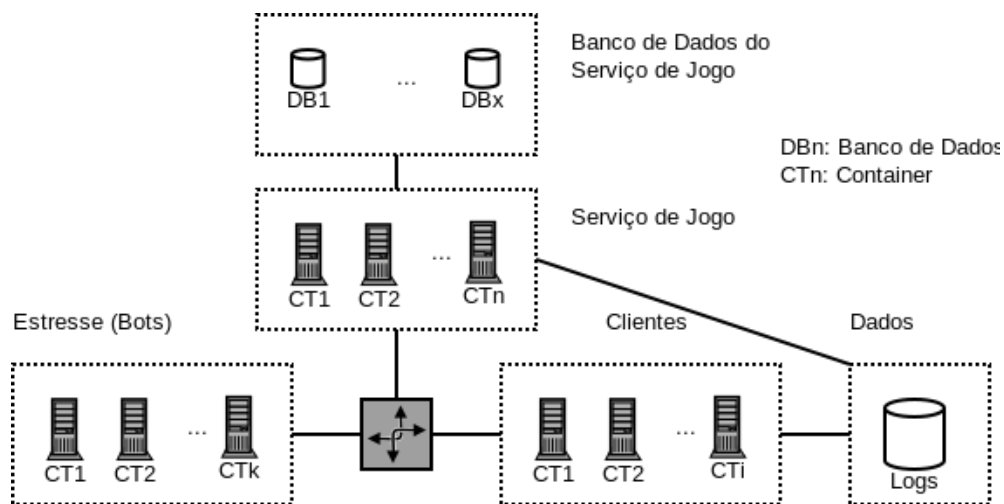 Banco de Dados do
Serviço de Jogo
DB1
...
DBx
DBn: Banco de Dados
CTn: Container
Serviço de Jogo
CT1
CT2
...
CTn
Estresse (Bots)
Clientes
Dados
CT1
CT2
...
CTk
CT1
CT2
...
CTi
Logs